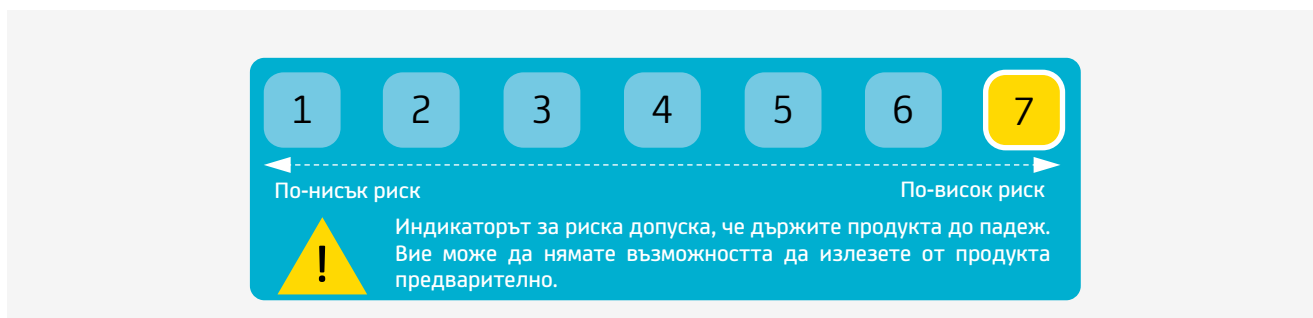 1 2 3 4 5 6 7
По-нисък риск По-висок риск
Индикаторът за риска допуска, че държите продукта до падеж.
! Вие може да нямате възможността да излезете от продукта
предварително.